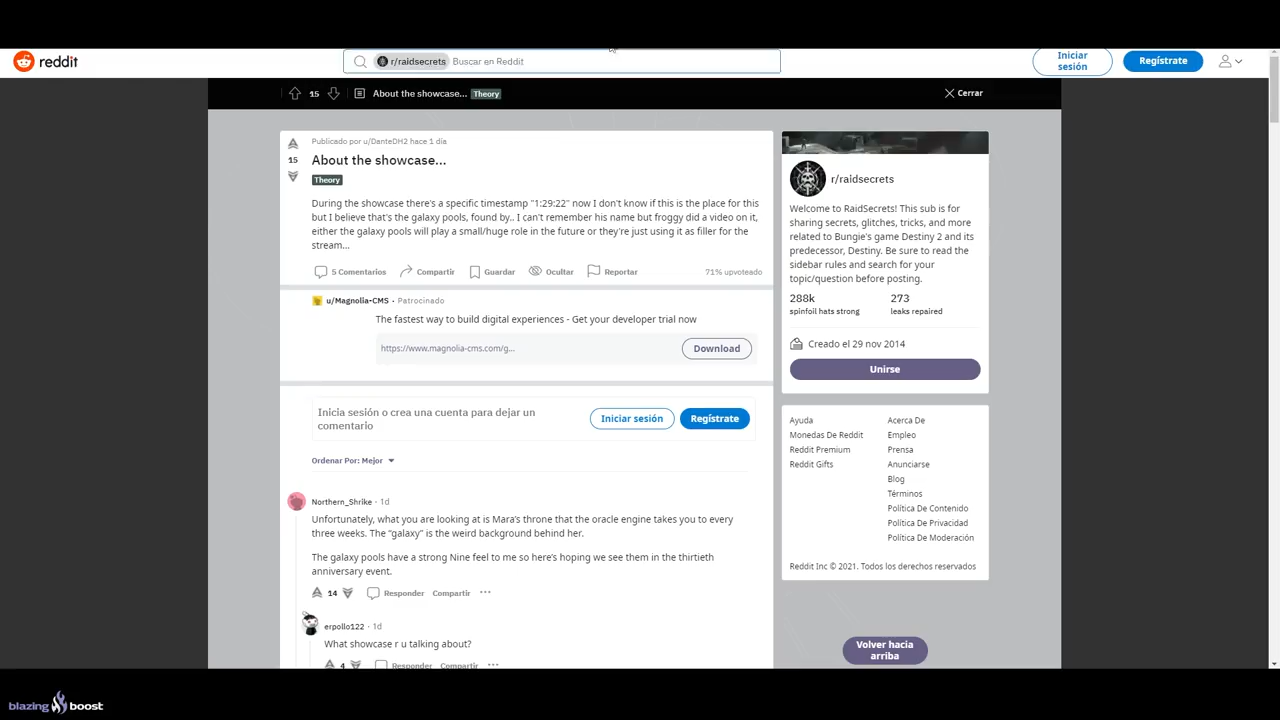 reddit
r/raidsecrets Buscar en Reddit
Iniciar
sesión
Regístrate
15 About the showcase... Theory
Cerrar
Publicado por u/DanteDH2 hace 1 día
15
About the showcase...
Theory
During the showcase there's a specific timestamp "1:29:22" now I don't know if this is the place for this
but I believe that's the galaxy pools, found by.. I can't remember his name but froggy did a video on it,
either the galaxy pools will play a small/huge role in the future or they're just using it as filler for the
stream...
5 Comentarios Compartir Guardar Ocultar Reportar 71% upvoteado
u/Magnolia-CMS • Patrocinado
The fastest way to build digital experiences - Get your developer trial now
https://www.magnolia-cms.com/g...
Download
Inicia sesión o crea una cuenta para dejar un
comentario
Iniciar sesión
Regístrate
Ordenar Por: Mejor
Northern_Shrike · 1d
Unfortunately, what you are looking at is Mara's throne that the oracle engine takes you to every
three weeks. The "galaxy" is the weird background behind her.
The galaxy pools have a strong Nine feel to me so here's hoping we see them in the thirtieth
anniversary event.
14 Responder Compartir ...
erpollo122 · 1d
What showcase r u talking about?
4 Responder Compartir ...
r/raidsecrets
Welcome to RaidSecrets! This sub is for
sharing secrets, glitches, tricks, and more
related to Bungie's game Destiny 2 and its
predecessor, Destiny. Be sure to read the
sidebar rules and search for your
topic/question before posting.
288k 273
spinfoil hats strong leaks repaired
Creado el 29 nov 2014
Unirse
Ayuda Acerca De
Monedas De Reddit Empleo
Reddit Premium Prensa
Reddit Gifts Anunciarse
Blog
Términos
Política De Contenido
Política De Privacidad
Política De Moderación
Reddit Inc © 2021. Todos los derechos reservados
Volver hacia
arriba
blazing boost